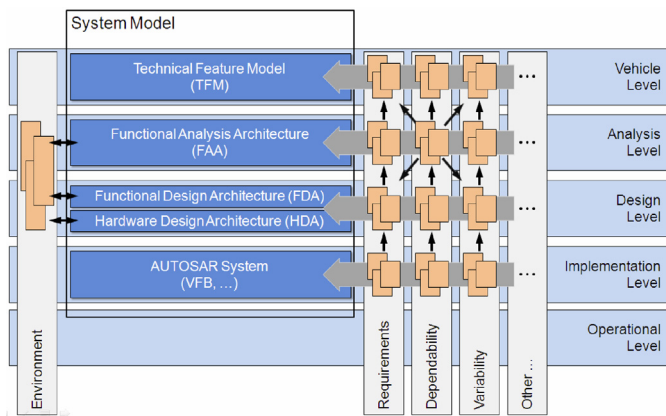 System Model
Technical Feature Model
(TFM)
Vehicle
Level
Functional Analysis Architecture
(FAA)
Analysis
Level
Functional Design Architecture (FDA)
Hardware Design Architecture (HDA)
Design
Level
AUTOSAR System
(VFB, ...)
Implementation
Level
Operational
Level
Environment
Requirements
Dependability
Variability
Other ...
...
...
...
...